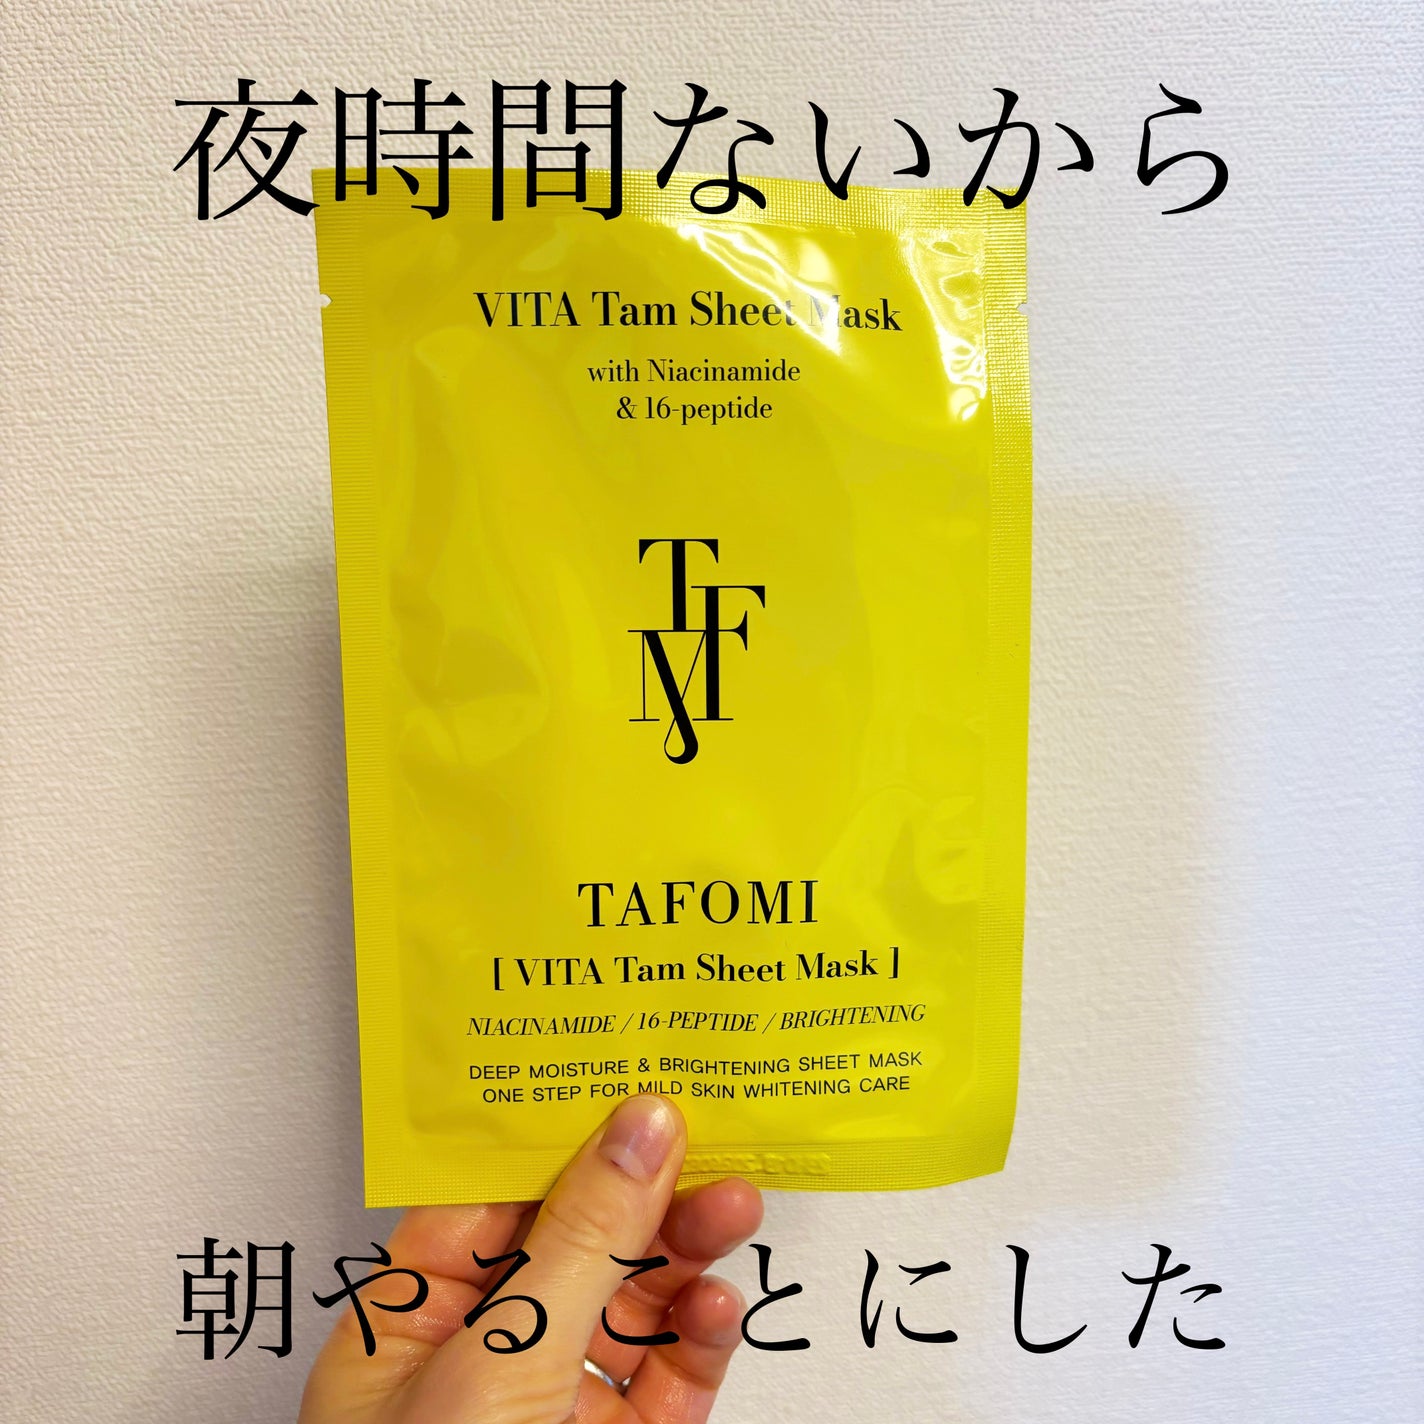 夜時間ないから
VITA Tam Sheet Mask
with Niacinamide
& 16-peptide
TFM
TAFOMI
[ VITA Tam Sheet Mask ]
NIACINAMIDE / 16-PEPTIDE / BRIGHTENING
DEEP MOISTURE & BRIGHTENING SHEET MASK
ONE STEP FOR MILD SKIN WHITENING CARE
朝やることにした